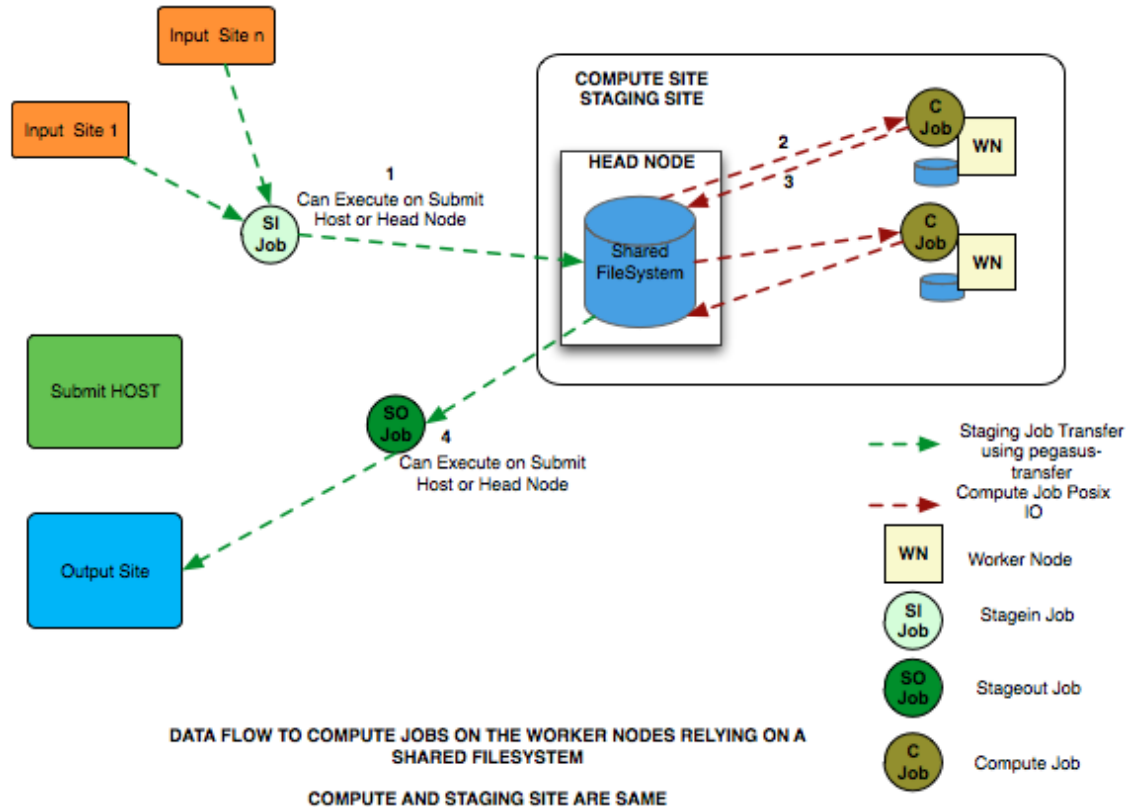 Input  Site n
Input  Site 1
COMPUTE SITE
STAGING SITE
C
Job
WN
2
HEAD NODE
3
1
Can Execute on Submit
Host or Head Node
SI
Job
Shared
FileSystem
C
Job
WN
Submit HOST
SO
Job
4
Can Execute on Submit
Host or Head Node
Output Site
Staging Job Transfer
using pegasus-
transfer
Compute Job Posix
IO
WN
Worker Node
SI
Job
Stagein Job
SO
Job
Stageout Job
C
Job
Compute Job
DATA FLOW TO COMPUTE JOBS ON THE WORKER NODES RELYING ON A
SHARED FILESYSTEM
COMPUTE AND STAGING SITE ARE SAME